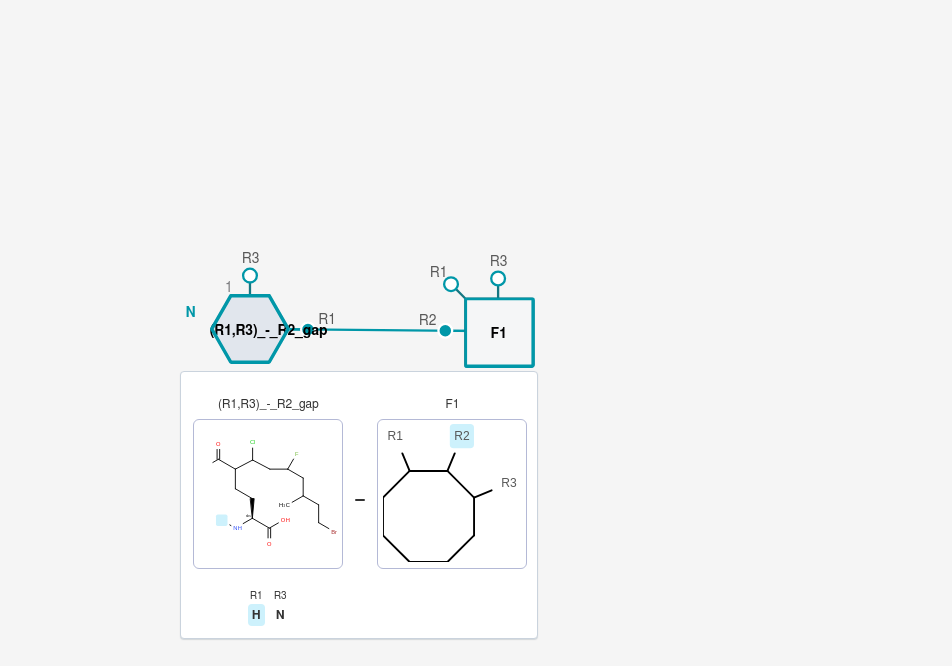 R3
R3
R1
1
N
R1
R2
(R1,R3)_-_R2_gap
F1
(R1,R3)_-_R2_gap
F1
R1
R2
O
Cl
F
R3
H₃C
abs
NH
OH
O
Br
–
R1 R3
H N